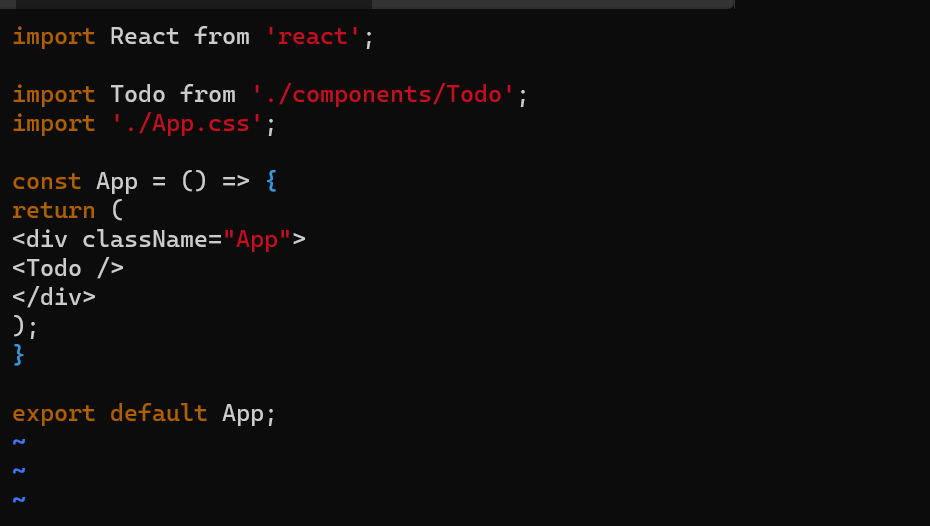 import React from 'react';
import Todo from './components/Todo';
import './App.css';
const App = () => {
return (
<div className="App">
<Todo />
</div>
);
}
export default App;
~
~
~